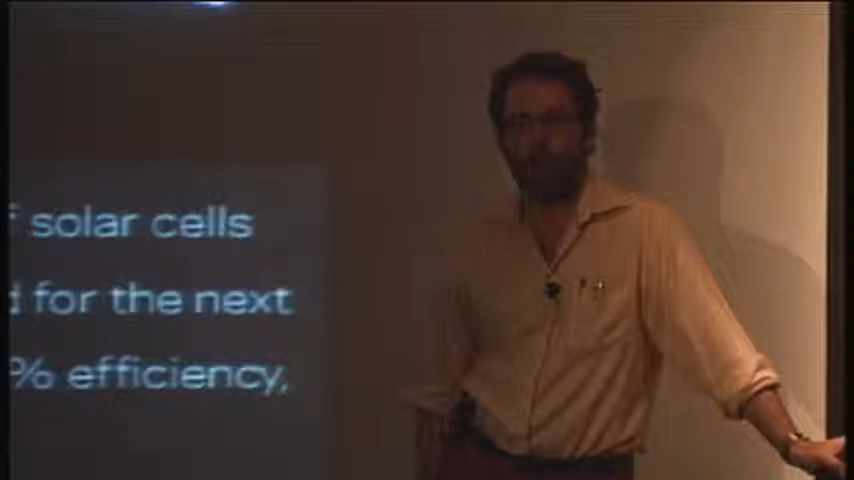 solar cells
for the next
% efficiency,